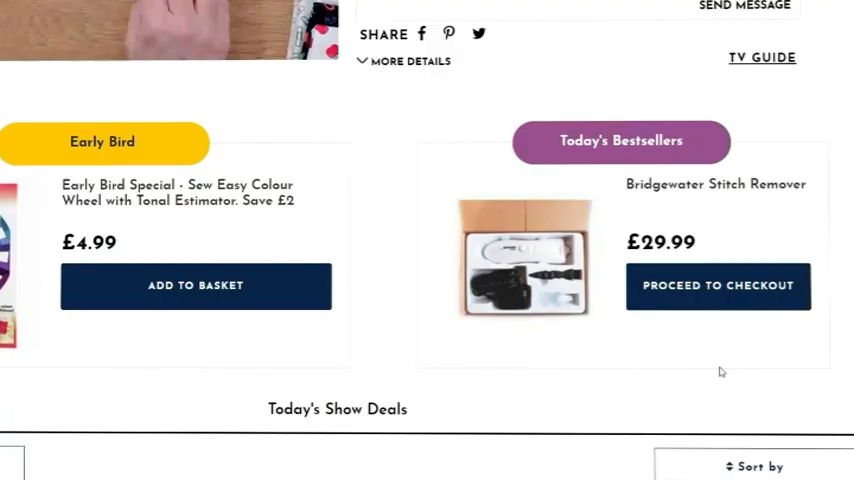 SEND MESSAGE
SHARE
MORE DETAILS
TV GUIDE
Early Bird
Early Bird Special - Sew Easy Colour
Wheel with Tonal Estimator. Save £2
£4.99
ADD TO BASKET
Today's Bestsellers
Bridgewater Stitch Remover
£29.99
PROCEED TO CHECKOUT
Today's Show Deals
Sort by